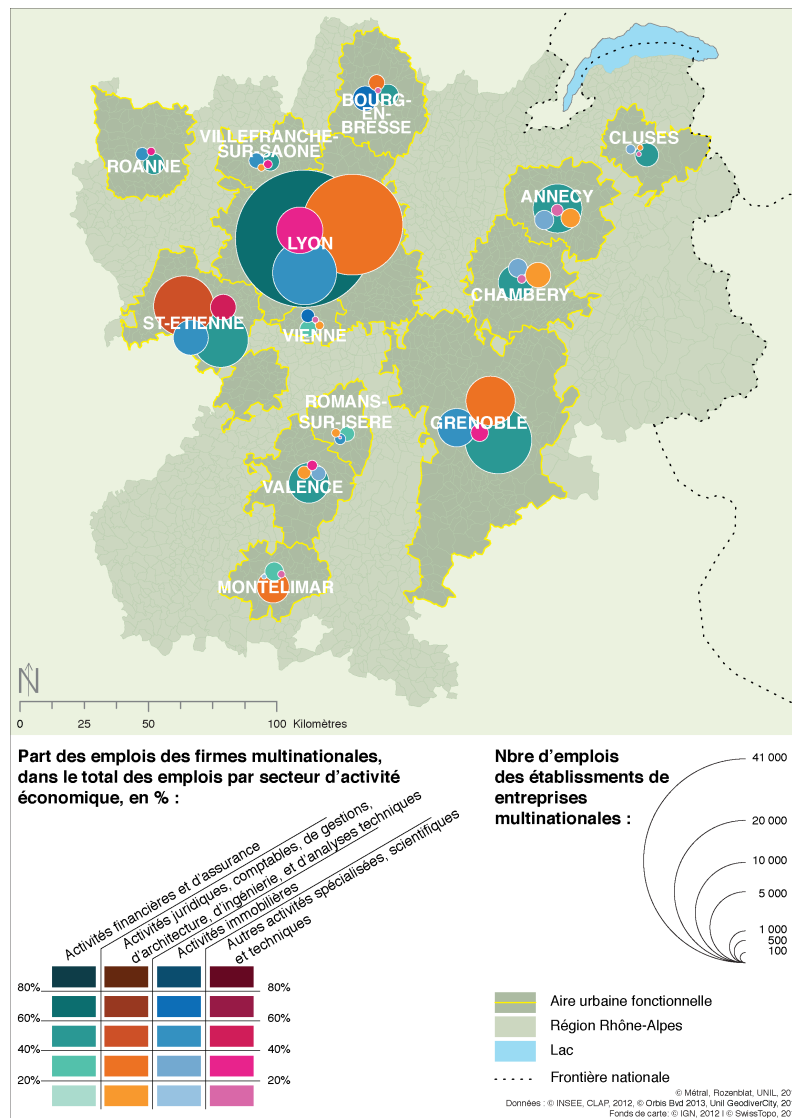 BOURG-
EN-
BRESSE
CLUSES
VILLEFRANCHE-
SUR-SAONE
ROANNE
ANNECY
LYON
CHAMBERY
ST-ETIENNE
VIENNE
ROMANS-
SUR-ISERE
GRENOBLE
VALENCE
MONTELIMAR
N
0 25 50 100 Kilomètres
Part des emplois des firmes multinationales,
dans le total des emplois par secteur d'activité
économique, en % :
Activités financières et d'assurance
Activités juridiques, comptables, de gestions,
d'architecture, d'ingénierie, et d'analyses techniques
Activités immobilières
Autres activités spécialisées, scientifiques
et techniques
80% 80%
60% 60%
40% 40%
20% 20%
Nbre d'emplois
des établissments de
entreprises
multinationales :
41 000
20 000
10 000
5 000
1 000
500
100
Aire urbaine fonctionnelle
Région Rhône-Alpes
Lac
Frontière nationale
© Métral, Rozenblat, UNIL, 20
Données : © INSEE, CLAP, 2012, © Orbis Bvd 2013, Unil GeodiverCity, 20
Fonds de carte: © IGN, 2012 I © SwissTopo, 20